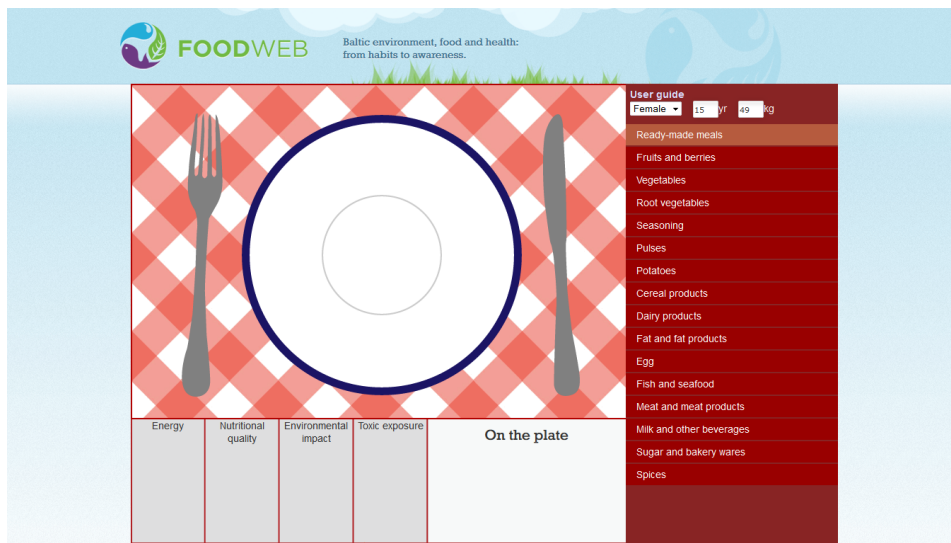 FOODWEB
Baltic environment, food and health:
from habits to awareness.
User guide
Female 15 yr 49 kg
Ready-made meals
Fruits and berries
Vegetables
Root vegetables
Seasoning
Pulses
Potatoes
Cereal products
Dairy products
Fat and fat products
Egg
Fish and seafood
Meat and meat products
Milk and other beverages
Sugar and bakery wares
Spices
Energy
Nutritional
quality
Environmental
impact
Toxic exposure
On the plate